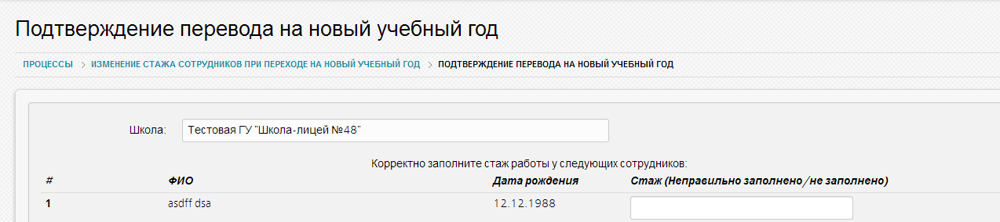 Подтверждение перевода на новый учебный год
ПРОЦЕССЫ > ИЗМЕНЕНИЕ СТАЖА СОТРУДНИКОВ ПРИ ПЕРЕХОДЕ НА НОВЫЙ УЧЕБНЫЙ ГОД > ПОДТВЕРЖДЕНИЕ ПЕРЕВОДА НА НОВЫЙ УЧЕБНЫЙ ГОД
Школа: Тестовая ГУ "Школа-лицей №48"
Корректно заполните стаж работы у следующих сотрудников:
# ФИО Дата рождения Стаж (Неправильно заполнено/не заполнено)
1 asdff dsa 12.12.1988